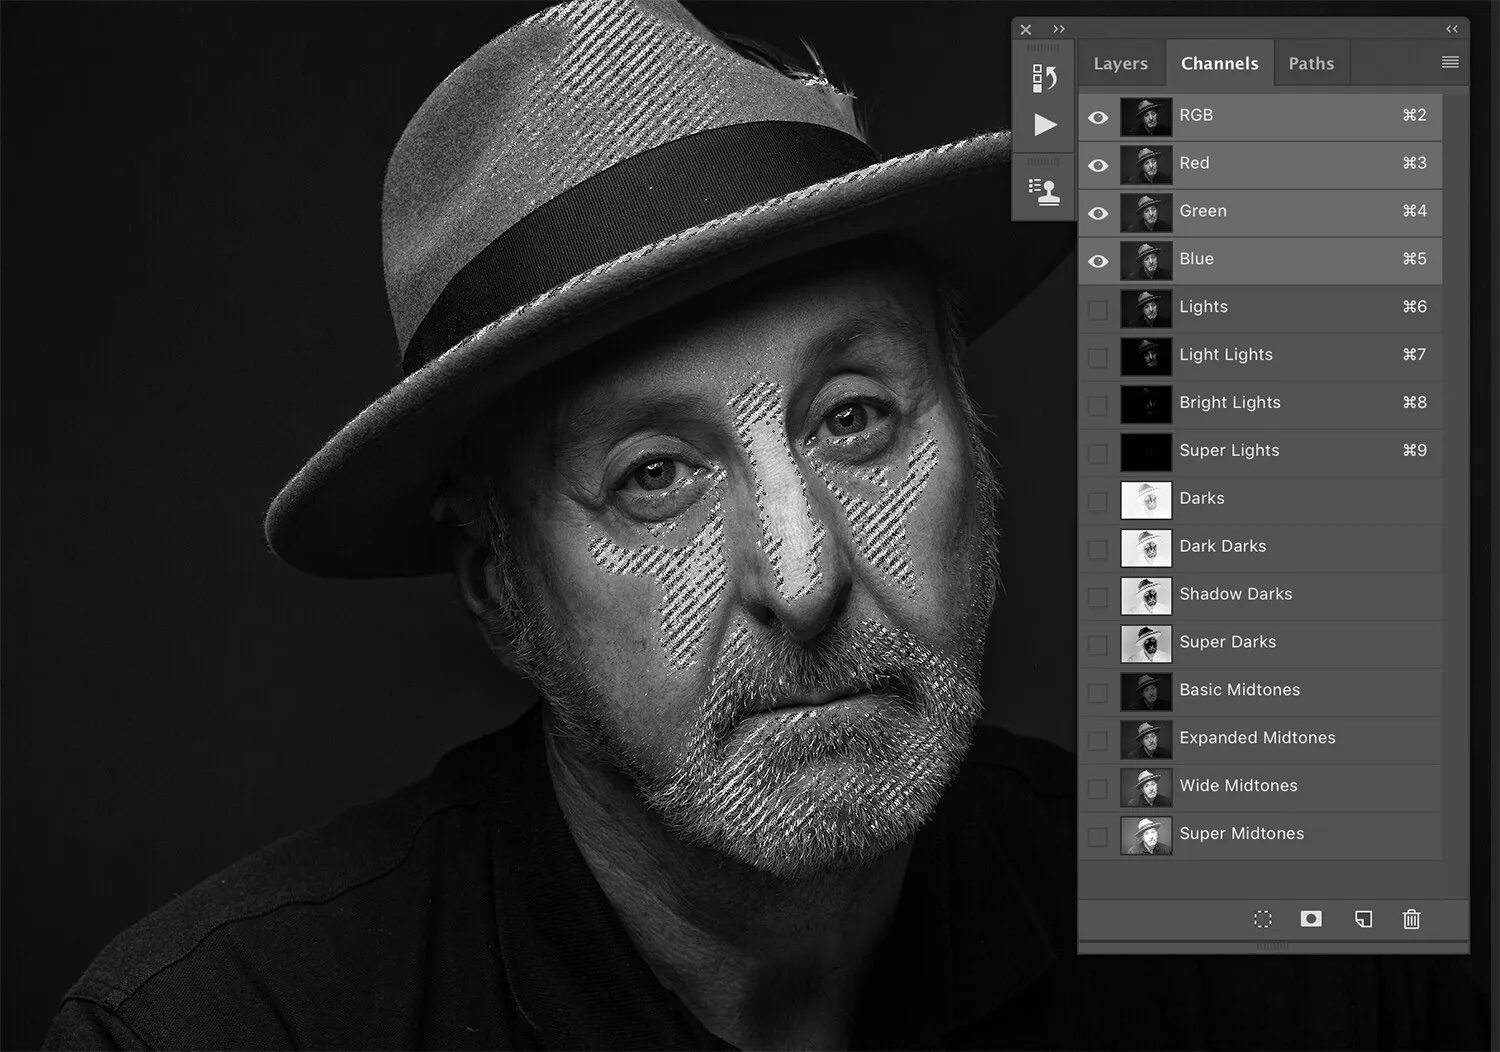 Layers Channels Paths
RGB ⌘2
Red ⌘3
Green ⌘4
Blue ⌘5
Lights ⌘6
Light Lights ⌘7
Bright Lights ⌘8
Super Lights ⌘9
Darks
Dark Darks
Shadow Darks
Super Darks
Basic Midtones
Expanded Midtones
Wide Midtones
Super Midtones